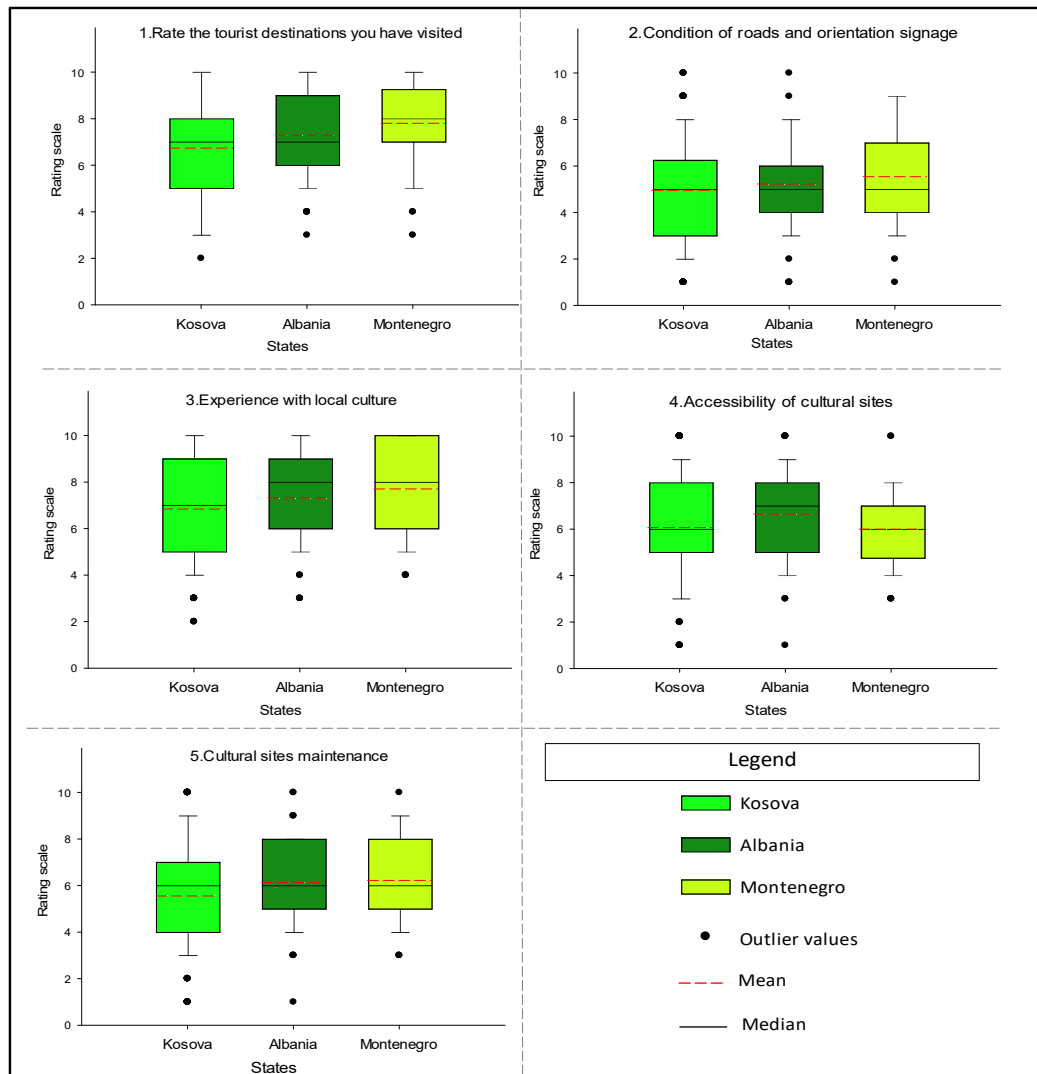 1.Rate the tourist destinations you have visited
Rating scale
10
8
6
4
2
0
Kosova Albania Montenegro
States
2.Condition of roads and orientation signage
Rating scale
10
8
6
4
2
0
Kosova Albania Montenegro
States
3.Experience with local culture
Rating scale
10
8
6
4
2
0
Kosova Albania Montenegro
States
4.Accessibility of cultural sites
Rating scale
10
8
6
4
2
0
Kosova Albania Montenegro
States
5.Cultural sites maintenance
Rating scale
10
8
6
4
2
0
Kosova Albania Montenegro
States
Legend
Kosova
Albania
Montenegro
Outlier values
Mean
Median